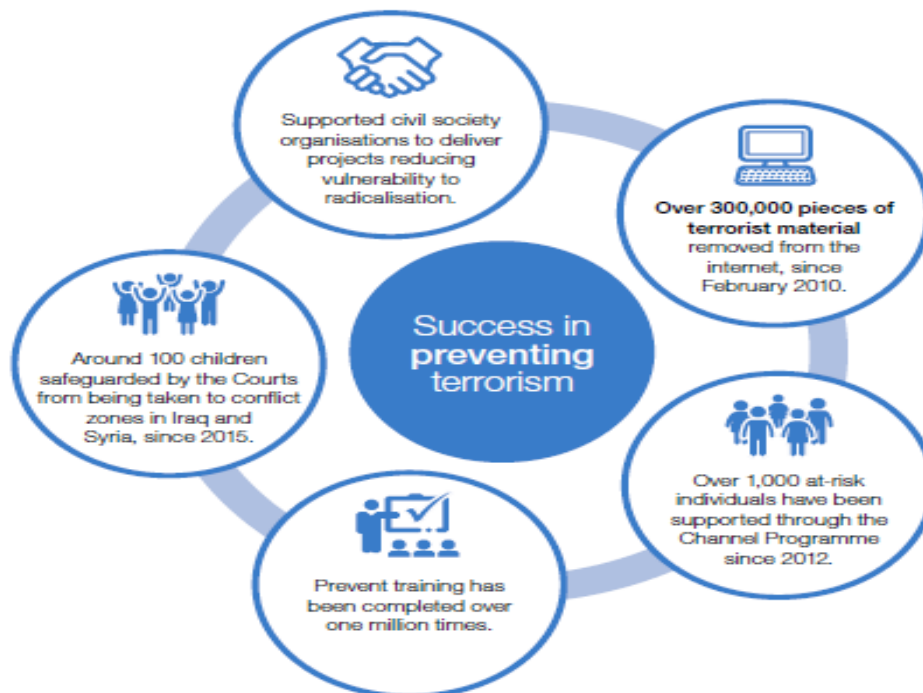 Supported civil society
organisations to deliver
projects reducing
vulnerability to
radicalisation.
Over 300,000 pieces of
terrorist material
removed from the
internet, since
February 2010.
Success in
preventing
terrorism
Around 100 children
safeguarded by the Courts
from being taken to conflict
zones in Iraq and
Syria, since 2015.
Over 1,000 at-risk
individuals have been
supported through the
Channel Programme
since 2012.
Prevent training has
been completed over
one million times.